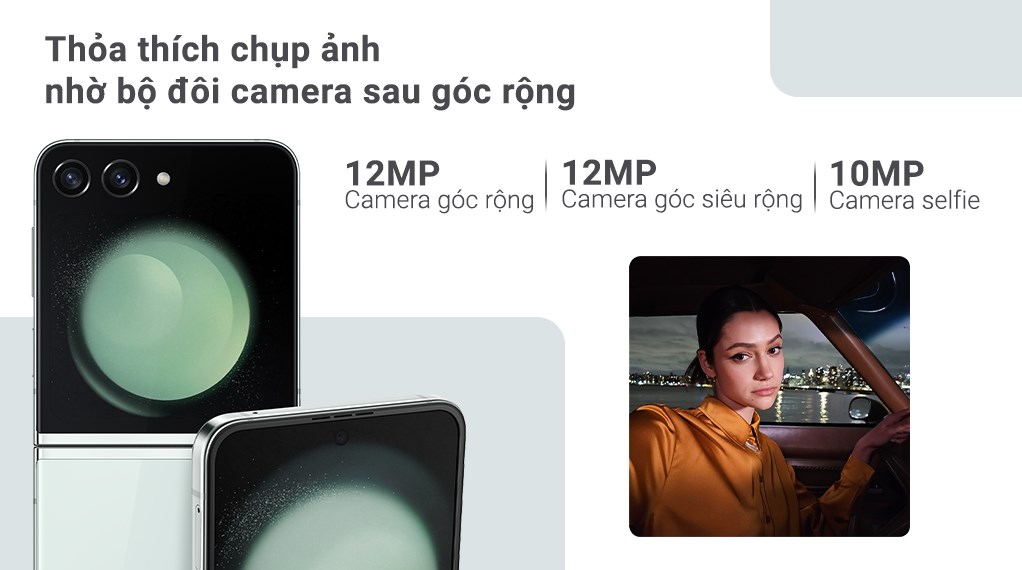 Thỏa thích chụp ảnh
nhờ bộ đôi camera sau góc rộng
12MP
Camera góc rộng
12MP
Camera góc siêu rộng
10MP
Camera selfie